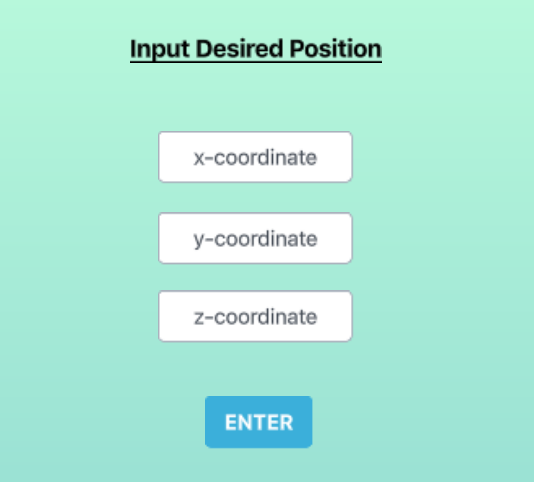 Input Desired Position
x-coordinate
y-coordinate
z-coordinate
ENTER